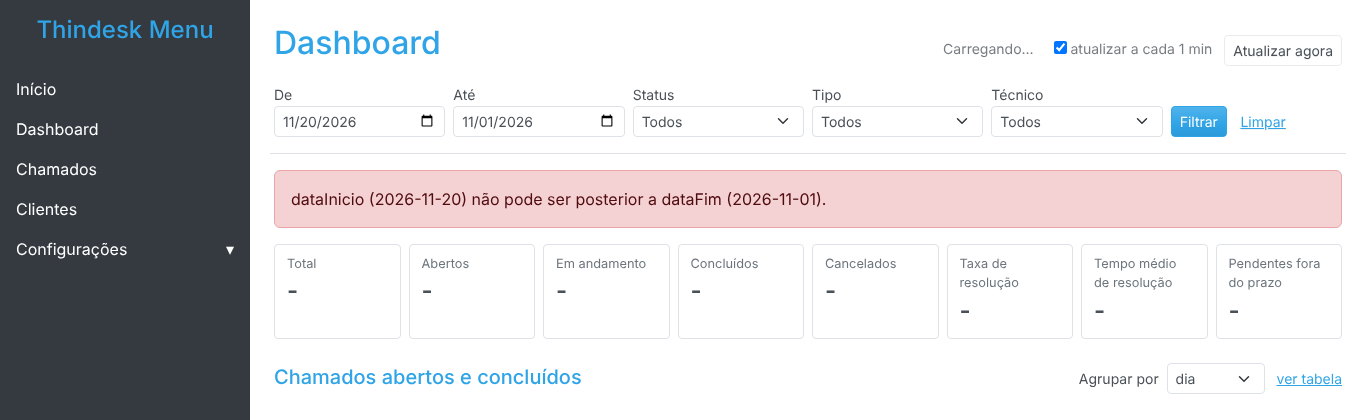 Thindesk Menu
Início
Dashboard
Chamados
Clientes
Configurações ▾
Dashboard
Carregando... atualizar a cada 1 min Atualizar agora
De Até Status Tipo Técnico
11/20/2026 11/01/2026 Todos Todos Todos Filtrar Limpar
dataInicio (2026-11-20) não pode ser posterior a dataFim (2026-11-01).
Total Abertos Em andamento Concluídos Cancelados Taxa de resolução Tempo médio de resolução Pendentes fora do prazo
- - - - - - - -
Chamados abertos e concluídos
Agrupar por dia ver tabela